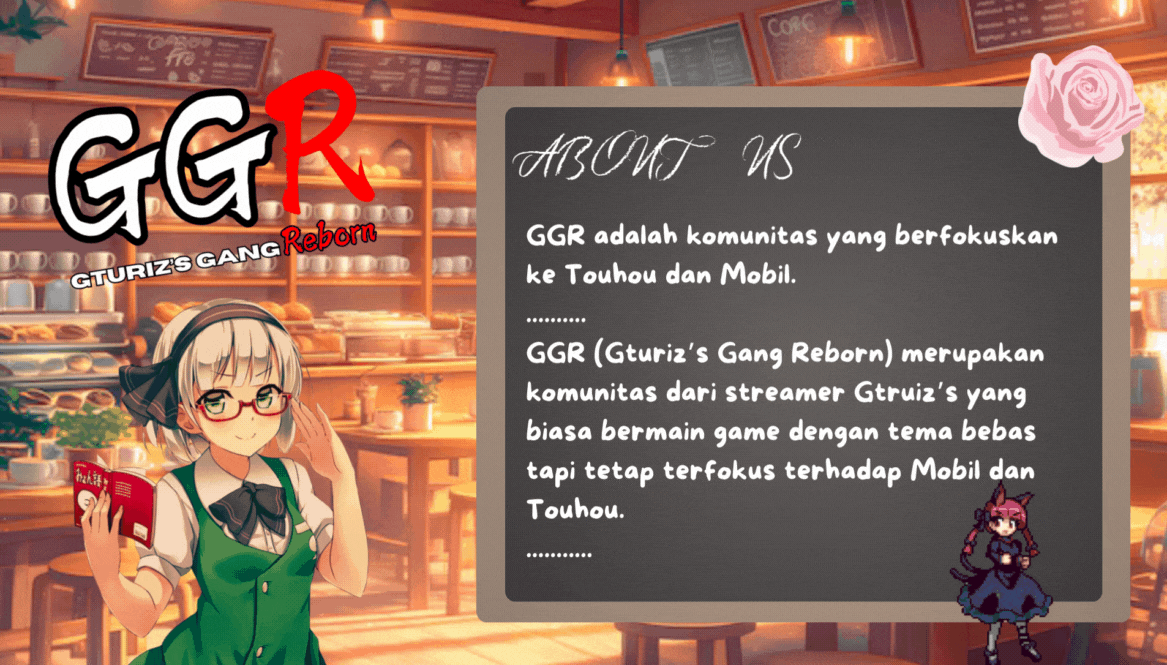 GGR
GTURIZ'S GANG Reborn
ABOUT US
GGR adalah komunitas yang berfokuskan
ke Touhou dan Mobil.
..........
GGR (Gturiz's Gang Reborn) merupakan
komunitas dari streamer Gtruiz's yang
biasa bermain game dengan tema bebas
tapi tetap terfokus terhadap Mobil dan
Touhou.
...........